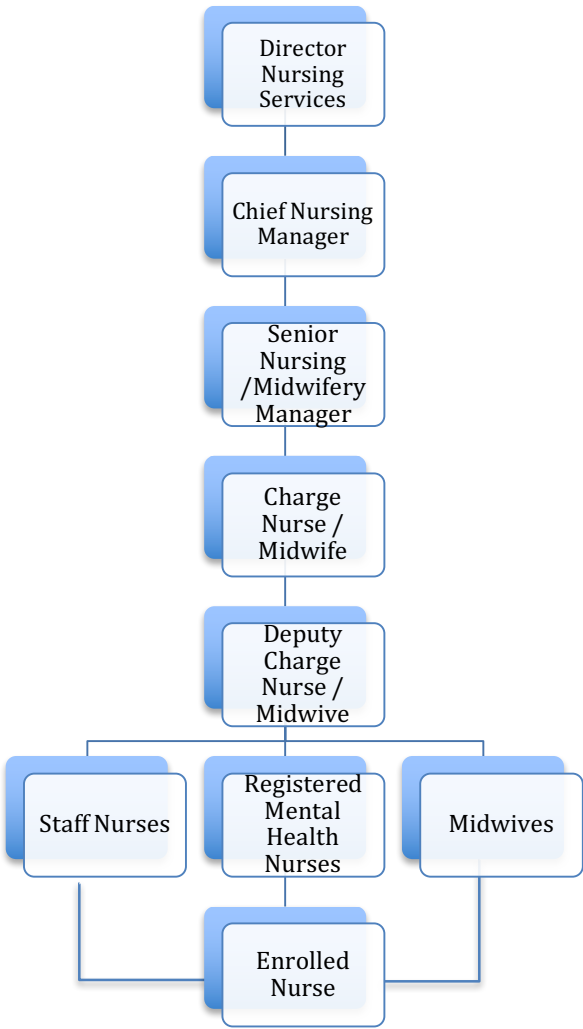 Director
Nursing
Services
Chief Nursing
Manager
Senior
Nursing
/Midwifery
Manager
Charge
Nurse /
Midwife
Deputy
Charge
Nurse /
Midwive
Staff Nurses
Registered
Mental
Health
Nurses
Midwives
Enrolled
Nurse